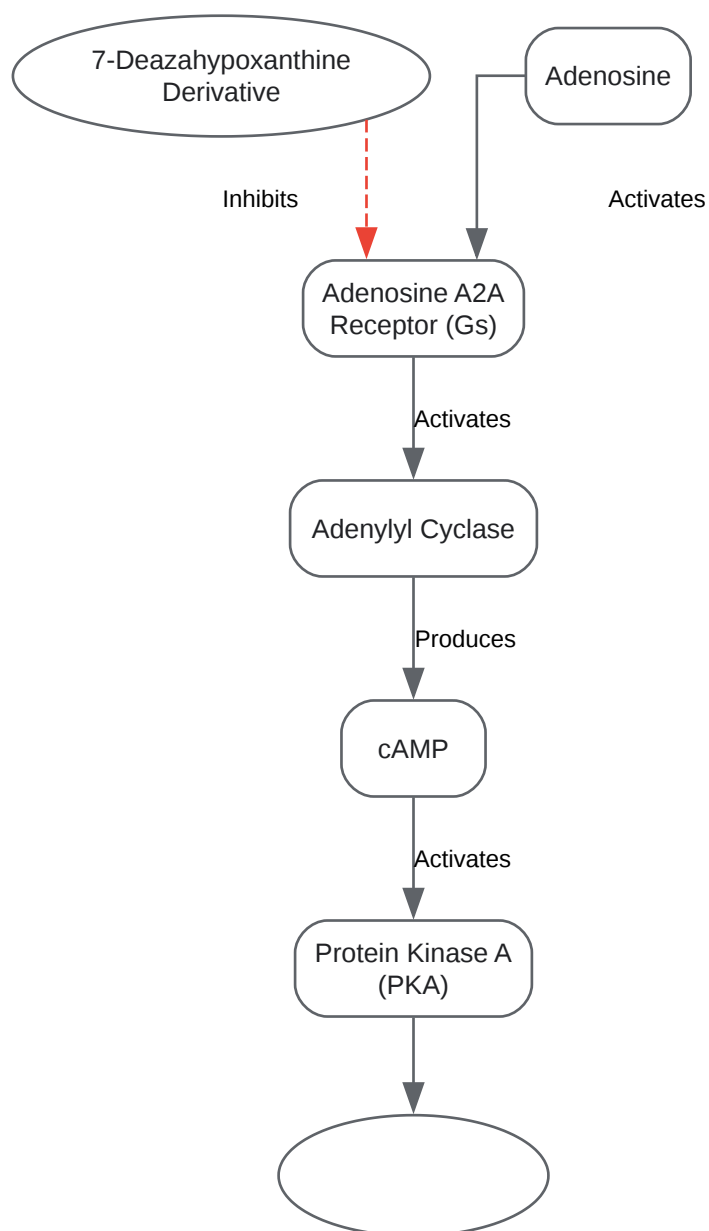 7-Deazahypoxanthine
Derivative
Adenosine
Inhibits
Activates
Adenosine A2A
Receptor (Gs)
Activates
Adenylyl Cyclase
Produces
cAMP
Activates
Protein Kinase A
(PKA)